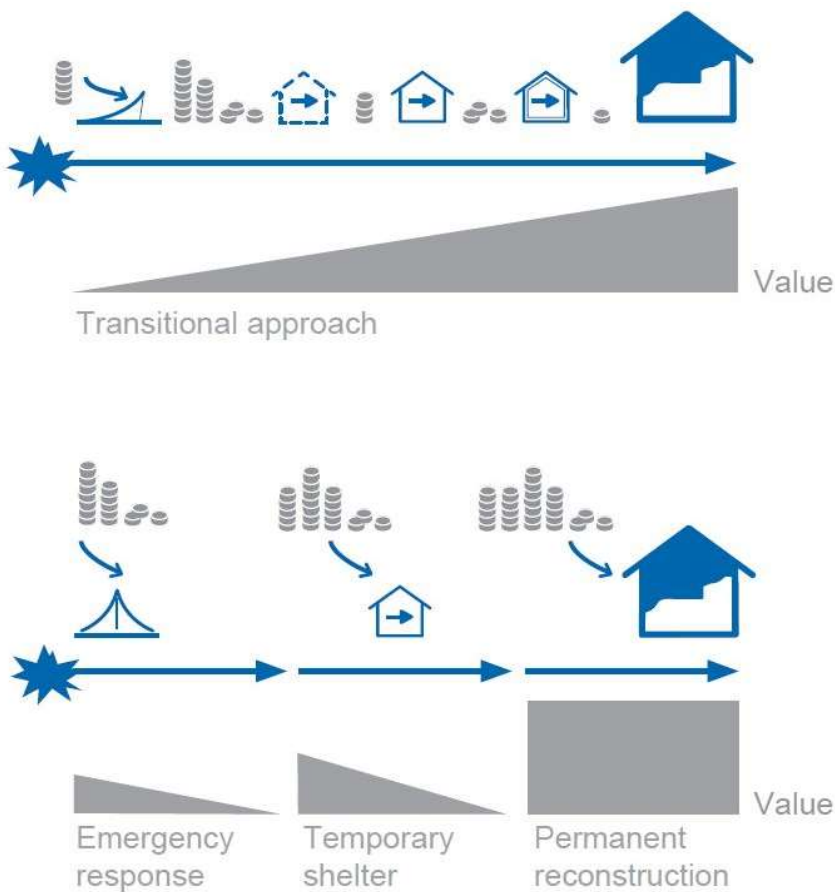 Value
Transitional approach
Value
Emergency
response
Temporary
shelter
Permanent
reconstruction